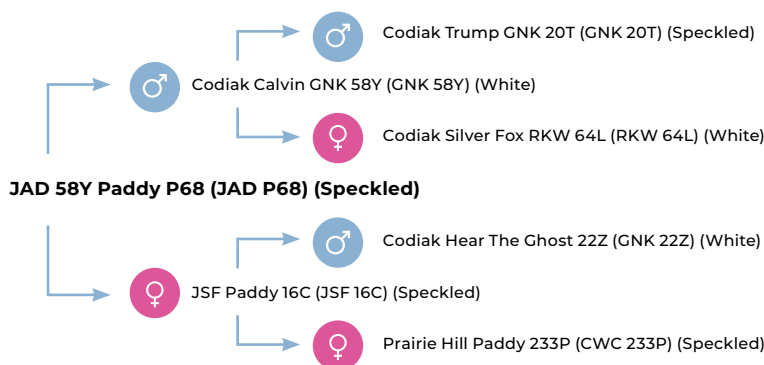 Codiak Trump GNK 20T (GNK 20T) (Speckled)
Codiak Calvin GNK 58Y (GNK 58Y) (White)
Codiak Silver Fox RKW 64L (RKW 64L) (White)
JAD 58Y Paddy P68 (JAD P68) (Speckled)
Codiak Hear The Ghost 22Z (GNK 22Z) (White)
JSF Paddy 16C (JSF 16C) (Speckled)
Prairie Hill Paddy 233P (CWC 233P) (Speckled)